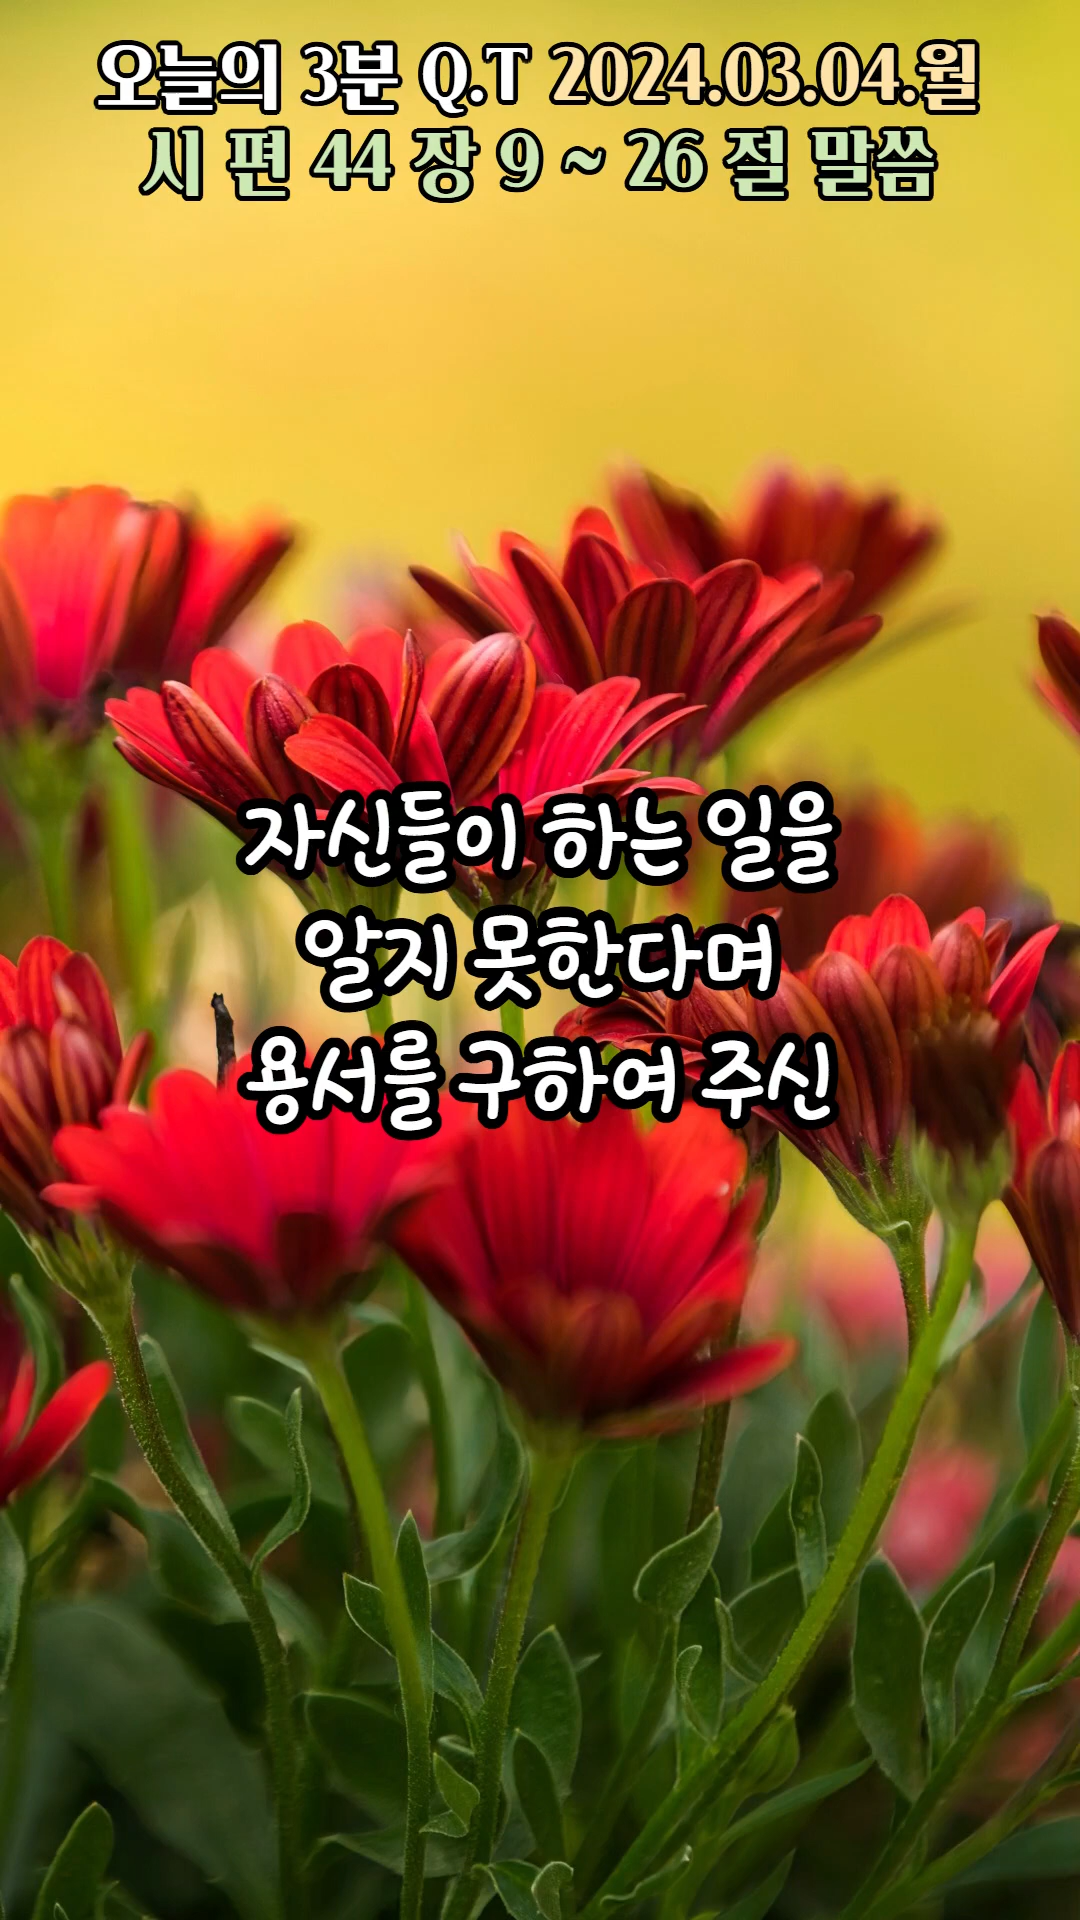 오늘의 3분 Q.T 2024.03.04.월
시 편 44 장 9 ~ 26 절 말씀
자신들이 하는 일을
알지 못한다며
용서를 구하여 주신